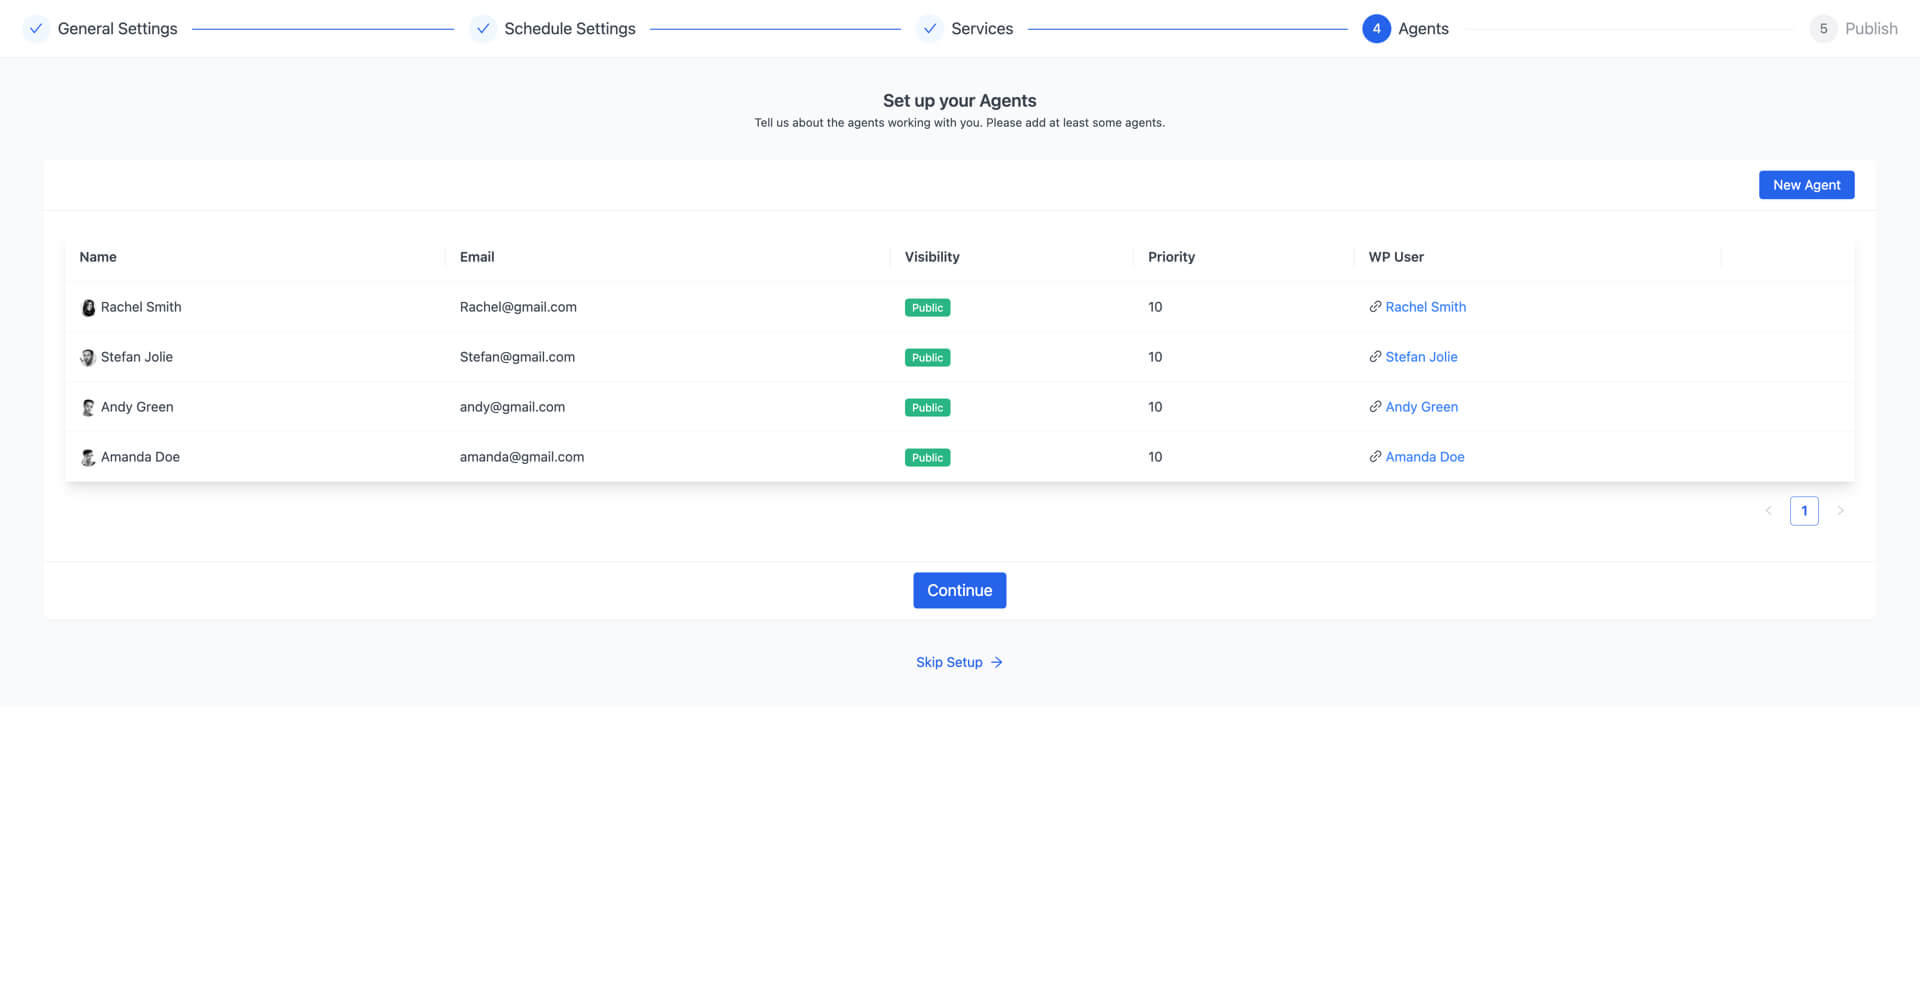 General Settings
Schedule Settings
Services
4 Agents
5 Publish
Set up your Agents
Tell us about the agents working with you. Please add at least some agents.
New Agent
Name Email Visibility Priority WP User
Rachel Smith Rachel@gmail.com Public 10 Rachel Smith
Stefan Jolie Stefan@gmail.com Public 10 Stefan Jolie
Andy Green andy@gmail.com Public 10 Andy Green
Amanda Doe amanda@gmail.com Public 10 Amanda Doe
1
Continue
Skip Setup